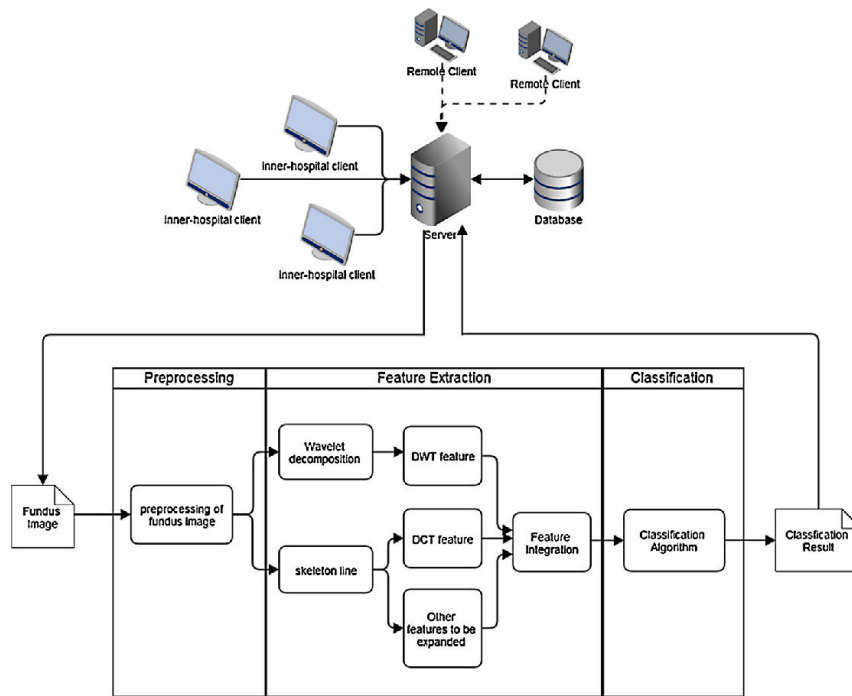 Remote Client
Remote Client
inner-hospital client
inner-hospital client
inner-hospital client
Server
Database
Preprocessing
Feature Extraction
Classification
Fundus
Image
preprocessing of
fundus image
Wavelet
decomposition
DWT feature
skeleton line
DCT feature
Other
features to be
expanded
Feature
Integration
Classification
Algorithm
Classfication
Result